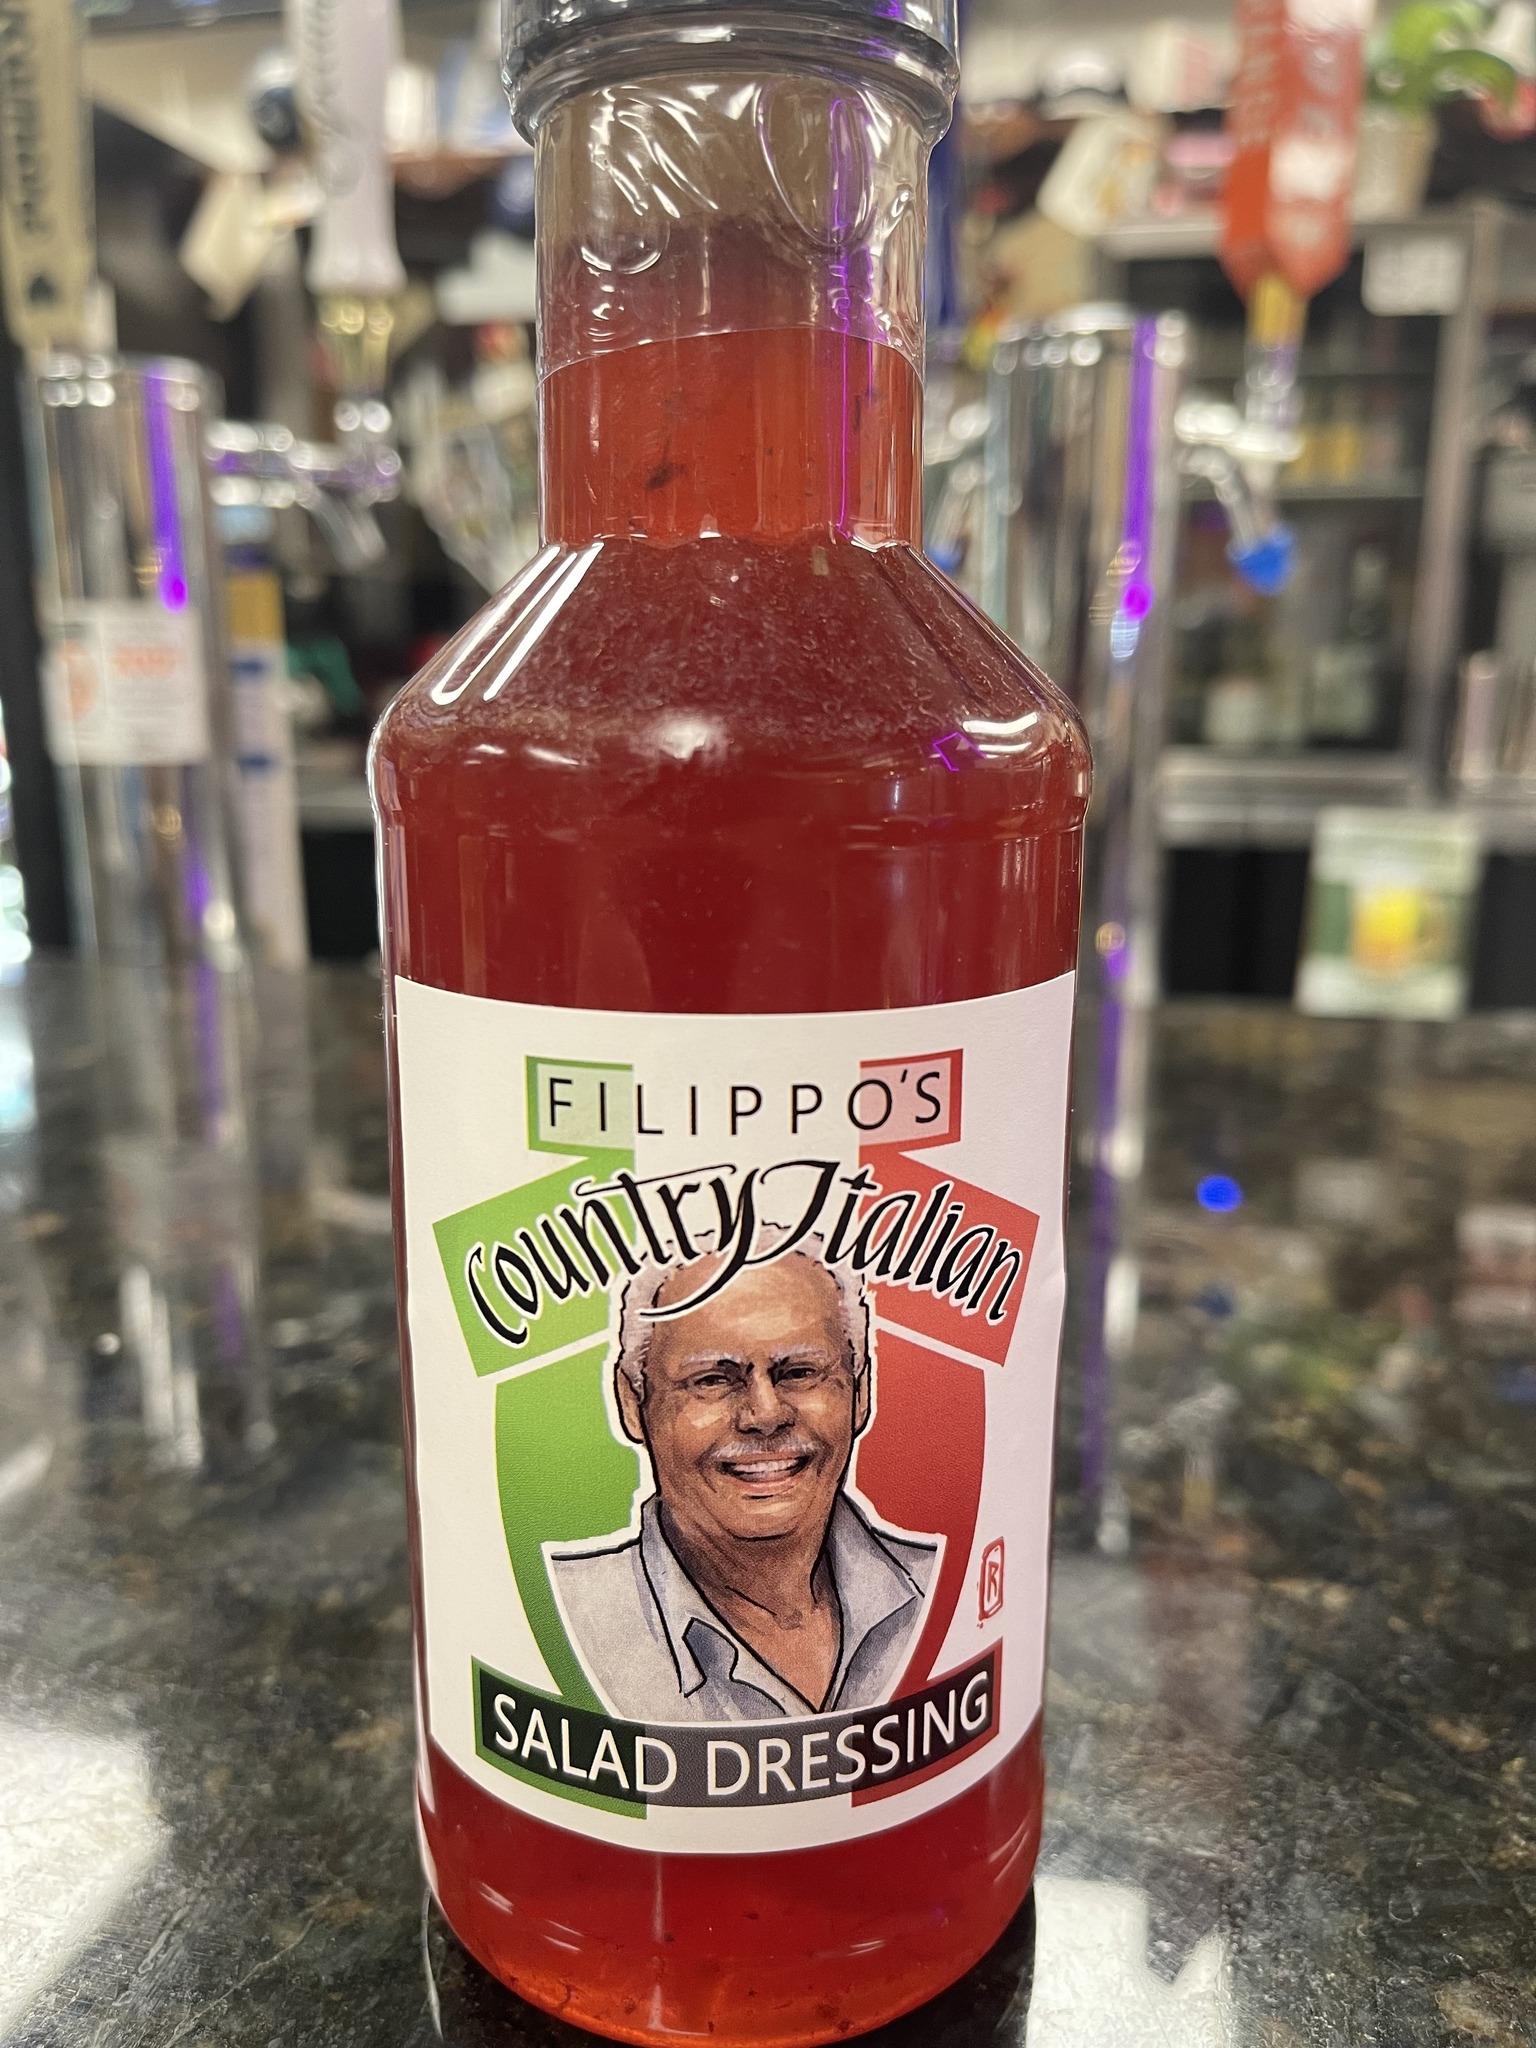 FILIPPO'S
Country Italian
R
SALAD DRESSING